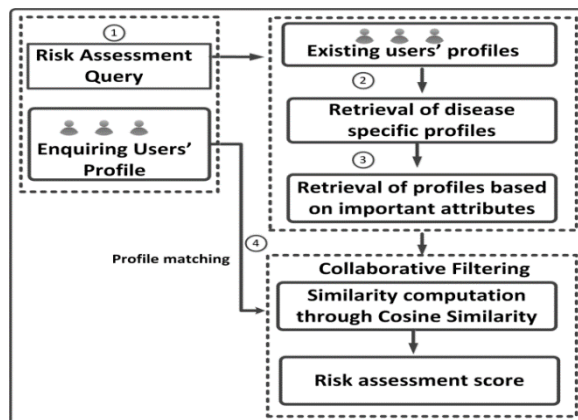 1
Risk Assessment
Query
Enquiring Users'
Profile
Existing users' profiles
2
Retrieval of disease
specific profiles
3
Retrieval of profiles based
on important attributes
4
Profile matching
Collaborative Filtering
Similarity computation
through Cosine Similarity
Risk assessment score